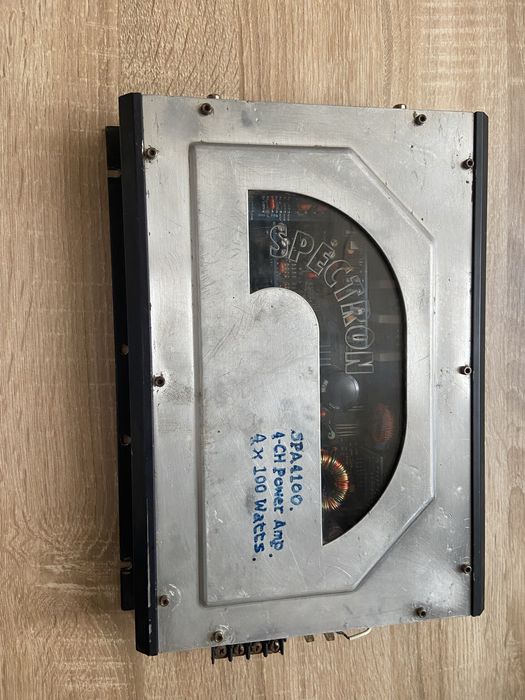 SPECTRON
SPA4100.
4-CH Power Amp.
4 x 100 Watts.